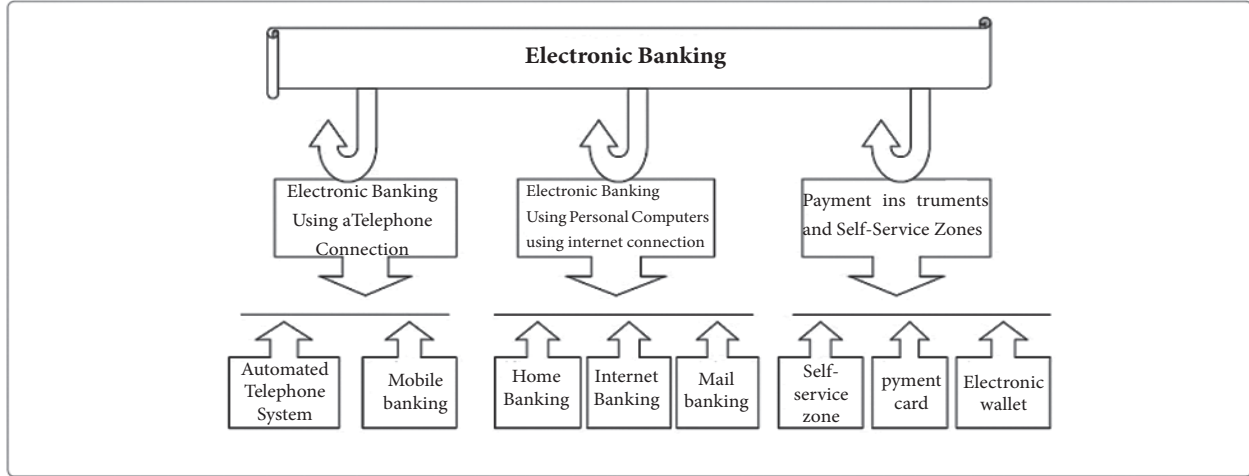 Electronic Banking
Electronic Banking
Using aTelephone
Connection
Electronic Banking
Using Personal Computers
using internet connection
Payment ins truments
and Self-Service Zones
Automated
Telephone
System
Mobile
banking
Home
Banking
Internet
Banking
Mail
banking
Self-
service
zone
pyment
card
Electronic
wallet